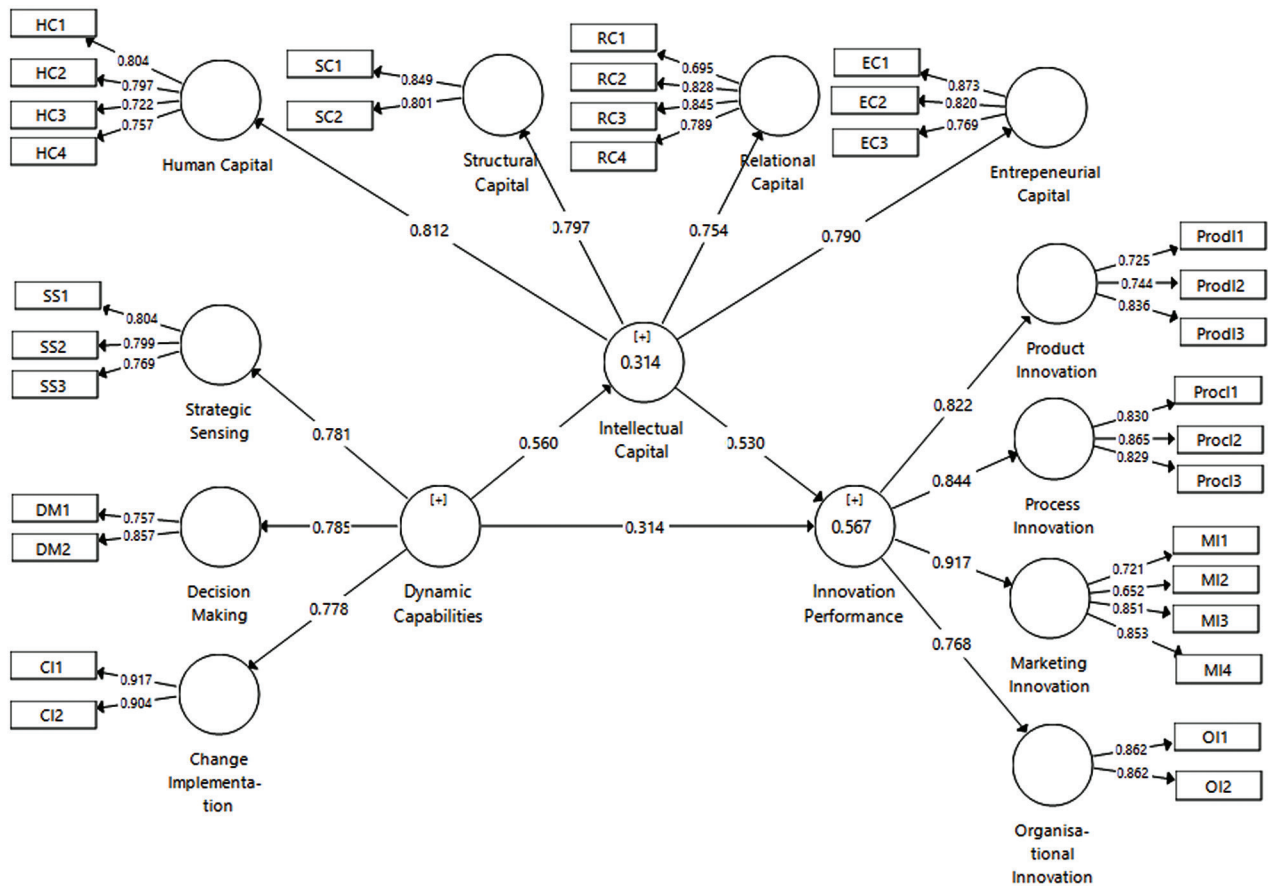 HC1
0.804
HC2
0.797
HC3
0.722
HC4
0.757
Human Capital
SC1
0.849
SC2
0.801
Structural
Capital
RC1
0.695
RC2
0.828
RC3
0.845
RC4
0.789
Relational
Capital
EC1
0.873
EC2
0.820
EC3
0.769
Entrepeneurial
Capital
0.812
0.797
0.754
0.790
SS1
0.804
SS2
0.799
SS3
0.769
Strategic
Sensing
[+]
0.314
Intellectual
Capital
ProdI1
0.725
ProdI2
0.744
ProdI3
0.836
Product
Innovation
0.781
0.560
0.530
0.822
ProcI1
0.830
ProcI2
0.865
ProcI3
0.829
Process
Innovation
0.844
DM1
0.757
DM2
0.857
Decision
Making
0.785
[+]
Dynamic
Capabilities
0.314
[+]
0.567
Innovation
Performance
0.917
MI1
0.721
MI2
0.652
MI3
0.851
MI4
0.853
Marketing
Innovation
0.778
0.768
CI1
0.917
CI2
0.904
Change
Implementa-
tion
OI1
0.862
OI2
0.862
Organisa-
tional
Innovation